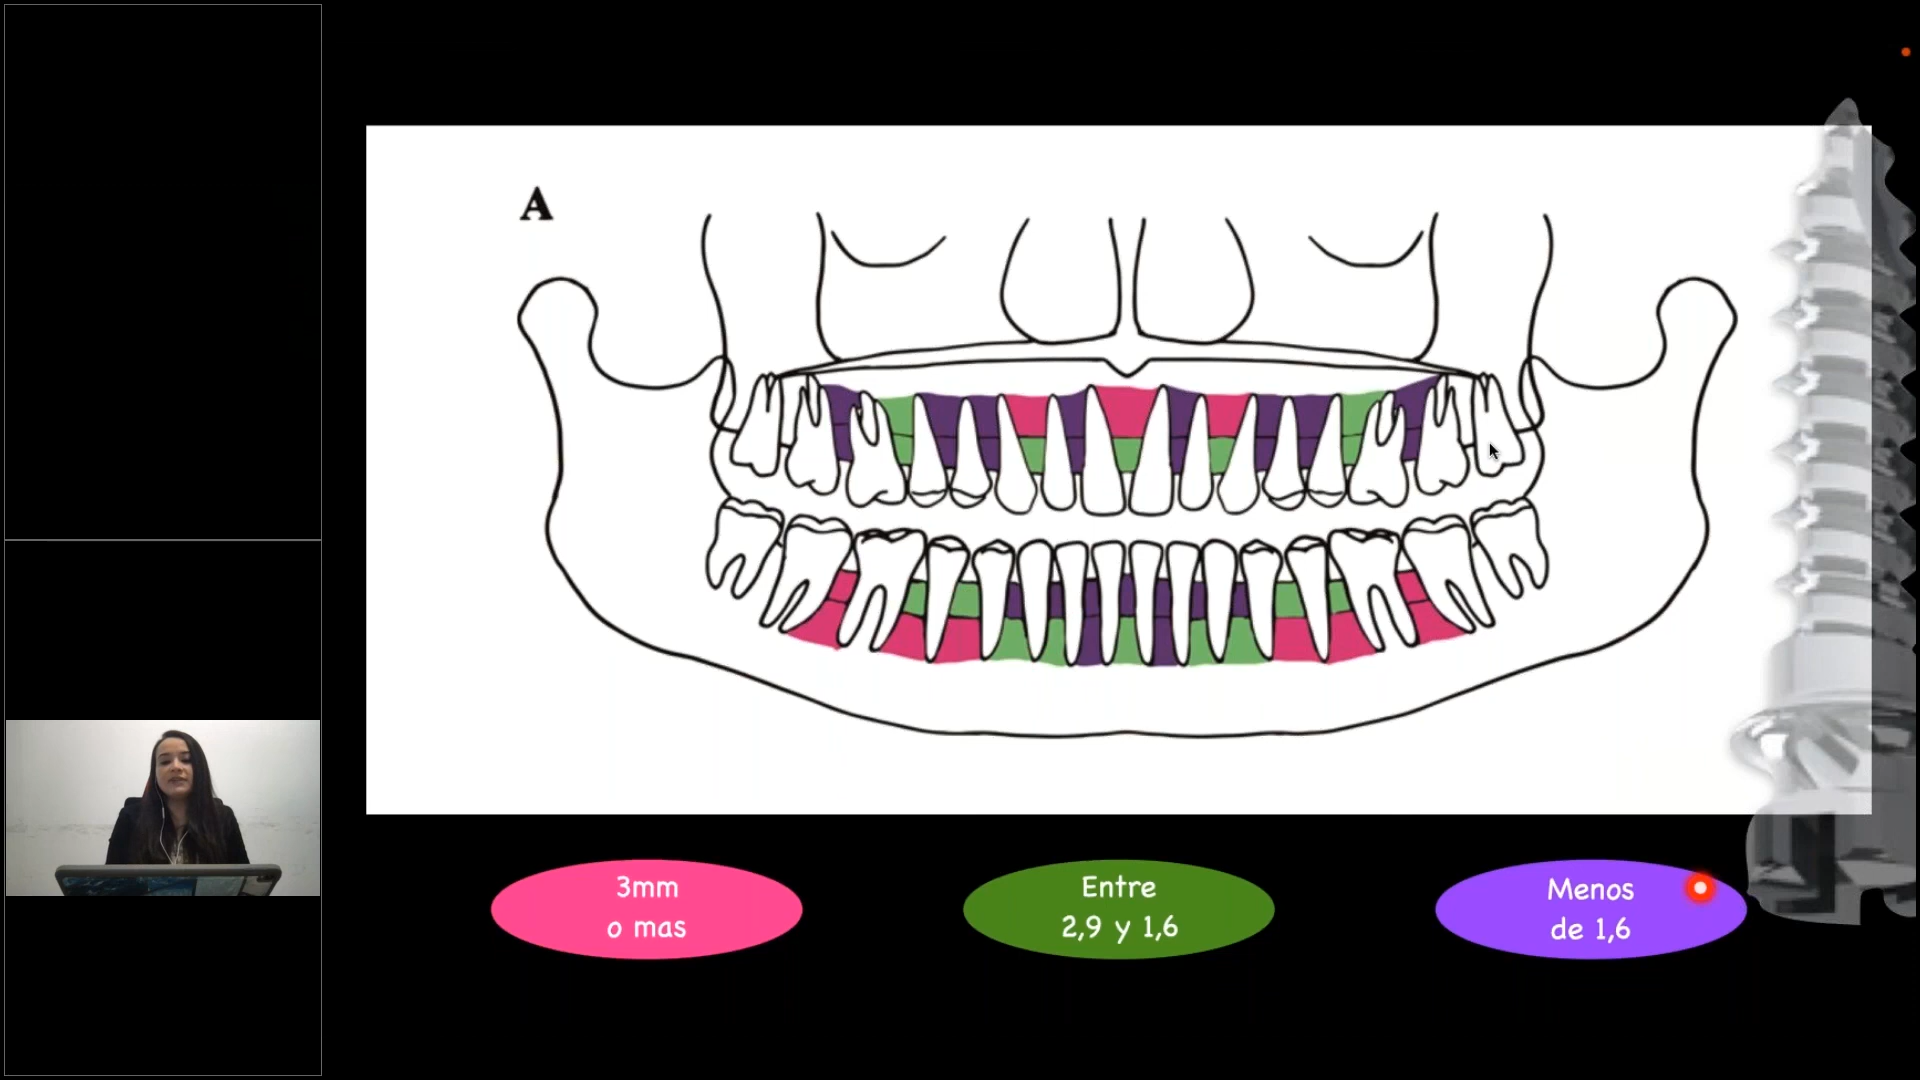 A
3mm
o mas
Entre
2,9 y 1,6
Menos
de 1,6